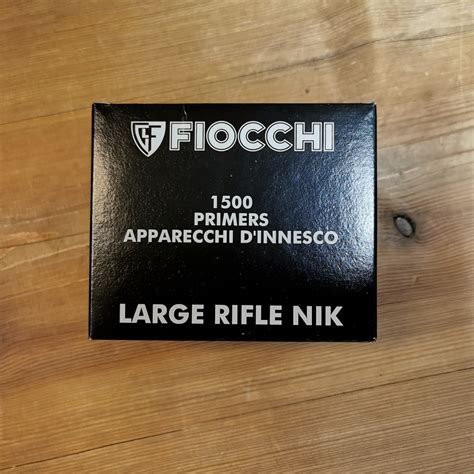 FIOCCHI
1500
PRIMERS
APPARECCHI D'INNESCO
LARGE RIFLE NIK